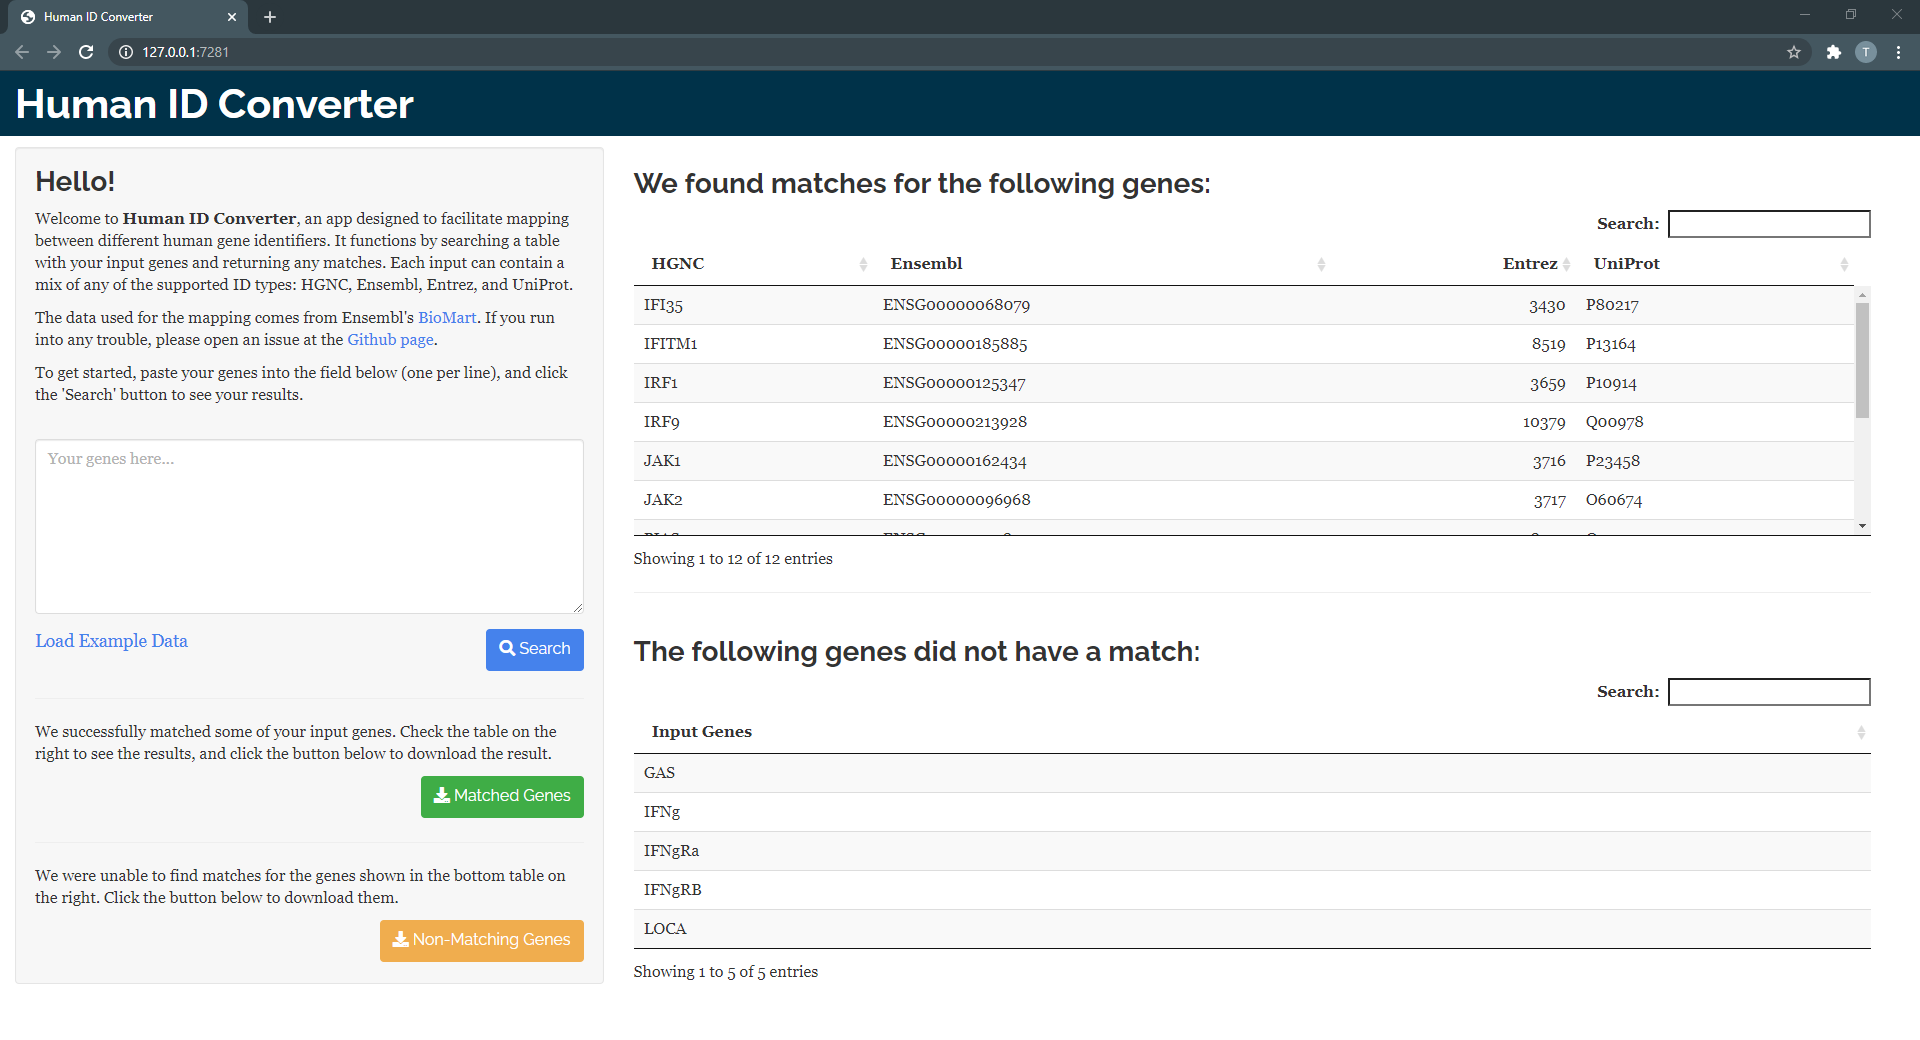 Human ID Converter
127.0.0.1:7281
T
Human ID Converter
Hello!
Welcome to Human ID Converter, an app designed to facilitate mapping
between different human gene identifiers. It functions by searching a table
with your input genes and returning any matches. Each input can contain a
mix of any of the supported ID types: HGNC, Ensembl, Entrez, and UniProt.
The data used for the mapping comes from Ensembl's BioMart. If you run
into any trouble, please open an issue at the Github page.
To get started, paste your genes into the field below (one per line), and click
the 'Search' button to see your results.
Your genes here...
Load Example Data
Search
We successfully matched some of your input genes. Check the table on the
right to see the results, and click the button below to download the result.
Matched Genes
We were unable to find matches for the genes shown in the bottom table on
the right. Click the button below to download them.
Non-Matching Genes
We found matches for the following genes:
Search:
HGNC Ensembl Entrez UniProt
IFI35 ENSG00000068079 3430 P80217
IFITM1 ENSG00000185885 8519 P13164
IRF1 ENSG00000125347 3659 P10914
IRF9 ENSG00000213928 10379 Q00978
JAK1 ENSG00000162434 3716 P23458
JAK2 ENSG00000096968 3717 O60674
Showing 1 to 12 of 12 entries
The following genes did not have a match:
Search:
Input Genes
GAS
IFNg
IFNgRa
IFNgRB
LOCA
Showing 1 to 5 of 5 entries